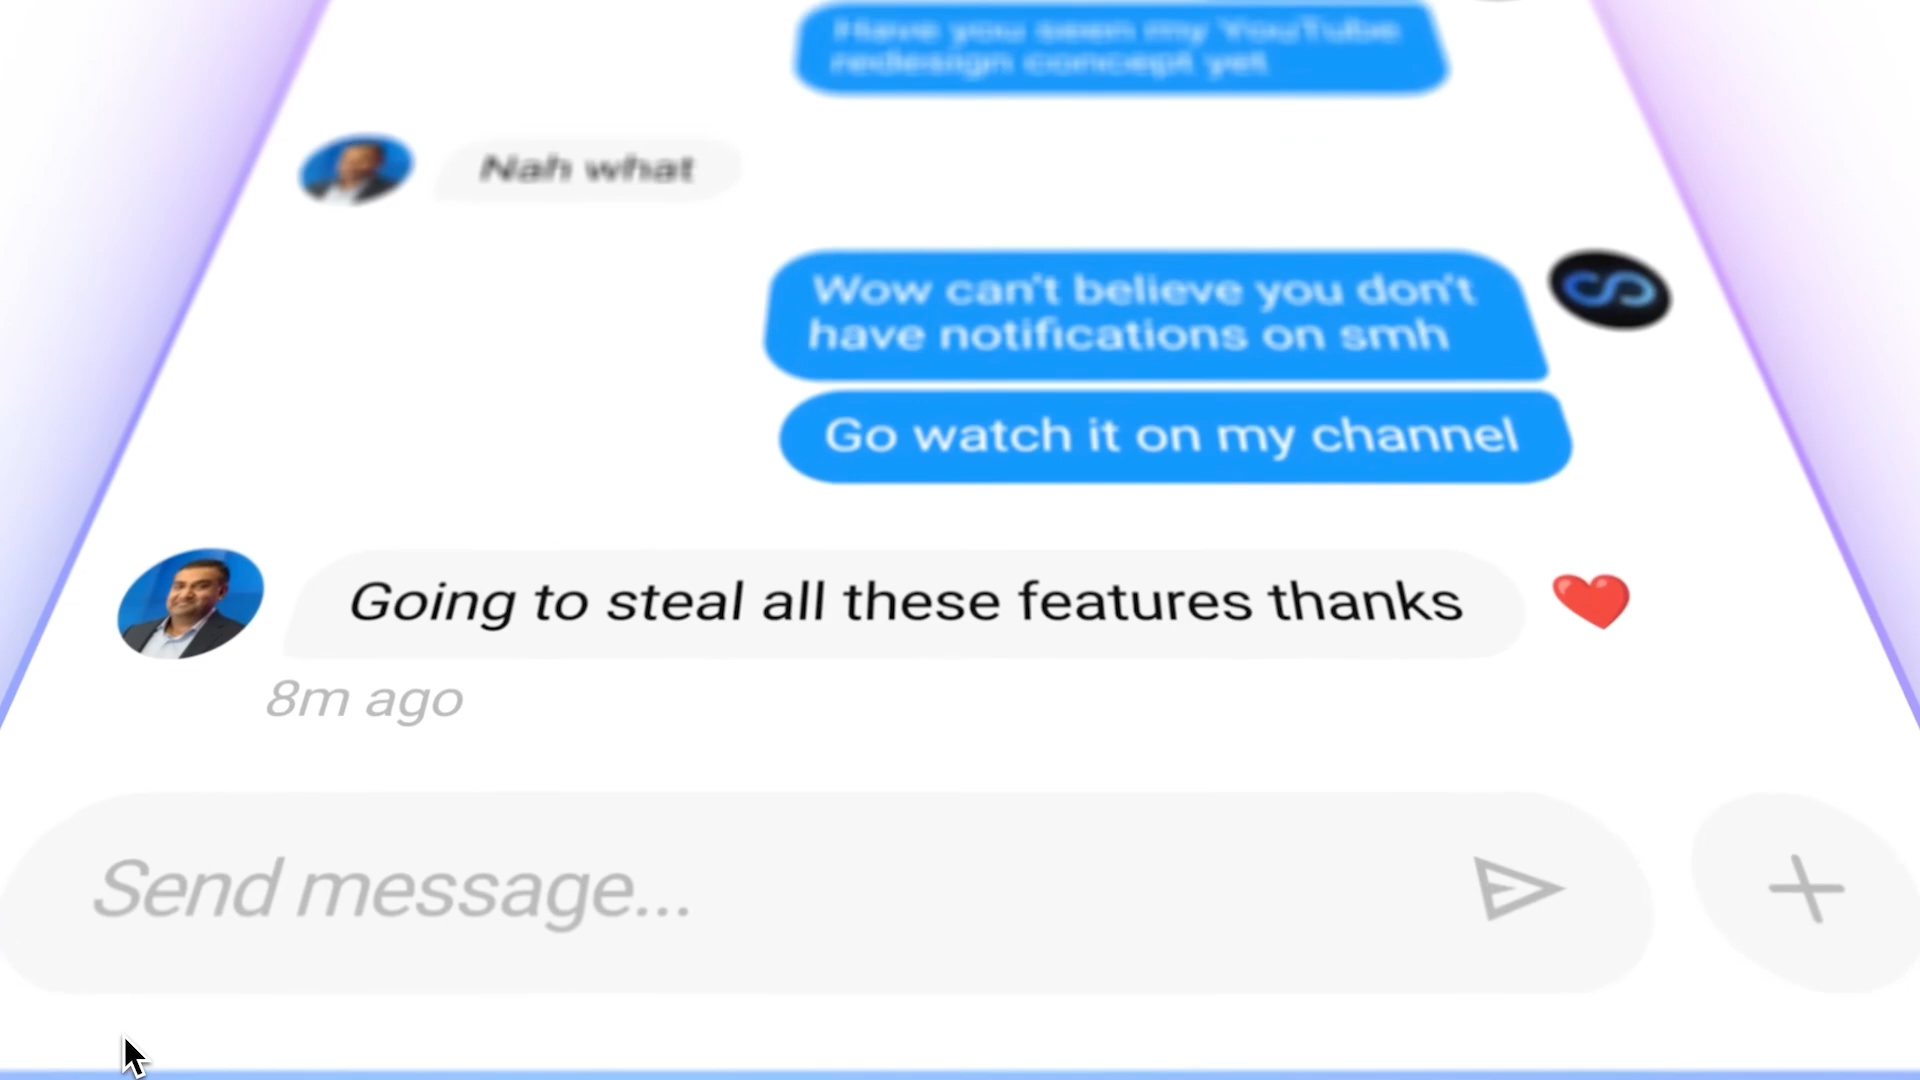 Have you seen my YouTube
redesign concept yet
Nah what
Wow can't believe you don't
have notifications on smh
Go watch it on my channel
Going to steal all these features thanks
8m ago
Send message...